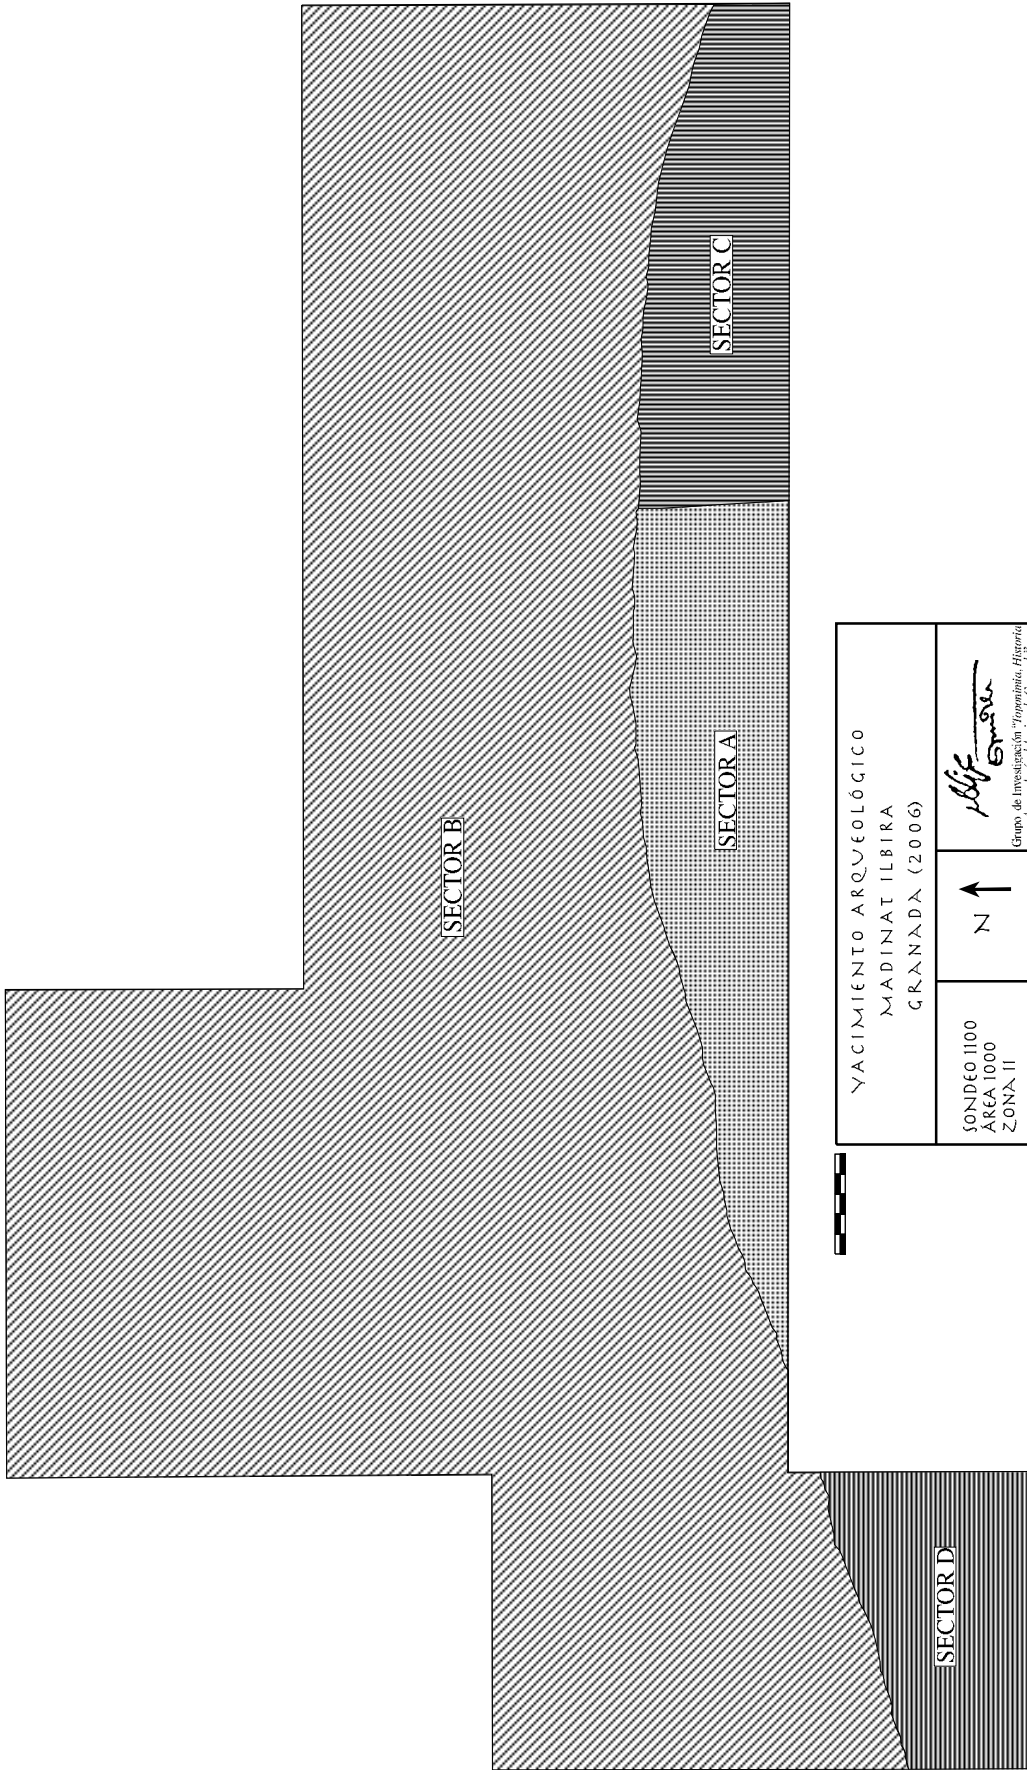 SECTOR B
SECTOR C
SECTOR A
SECTOR D
YACIMIENTO ARQUEOLÓGICO
MADINAT ILBIRA
GRANADA (2006)
SONDEO 1100
ÁREA 1000
ZONA II
N
Grupo de Investigación "Toponimia, Historia